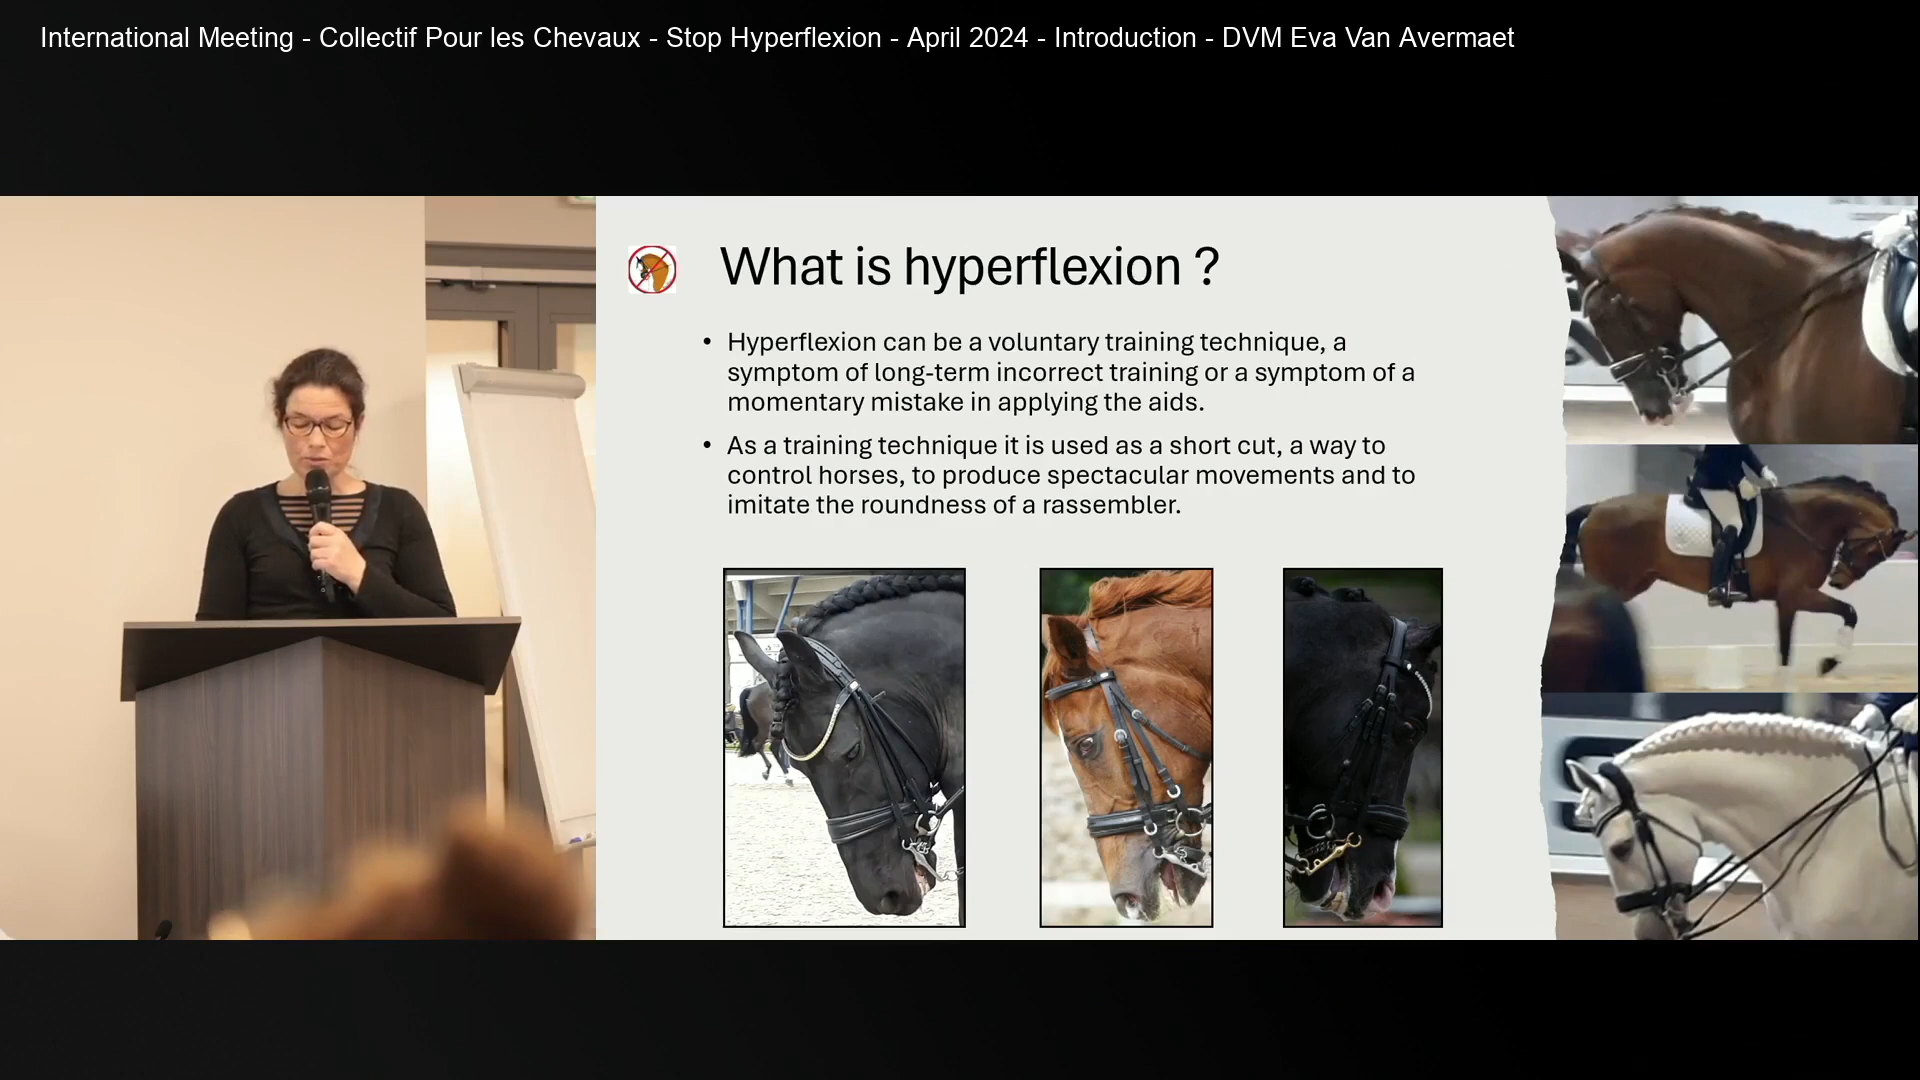 International Meeting - Collectif Pour les Chevaux - Stop Hyperflexion - April 2024 - Introduction - DVM Eva Van Avermaet
What is hyperflexion ?
• Hyperflexion can be a voluntary training technique, a
symptom of long-term incorrect training or a symptom of a
momentary mistake in applying the aids.
• As a training technique it is used as a short cut, a way to
control horses, to produce spectacular movements and to
imitate the roundness of a rassembler.